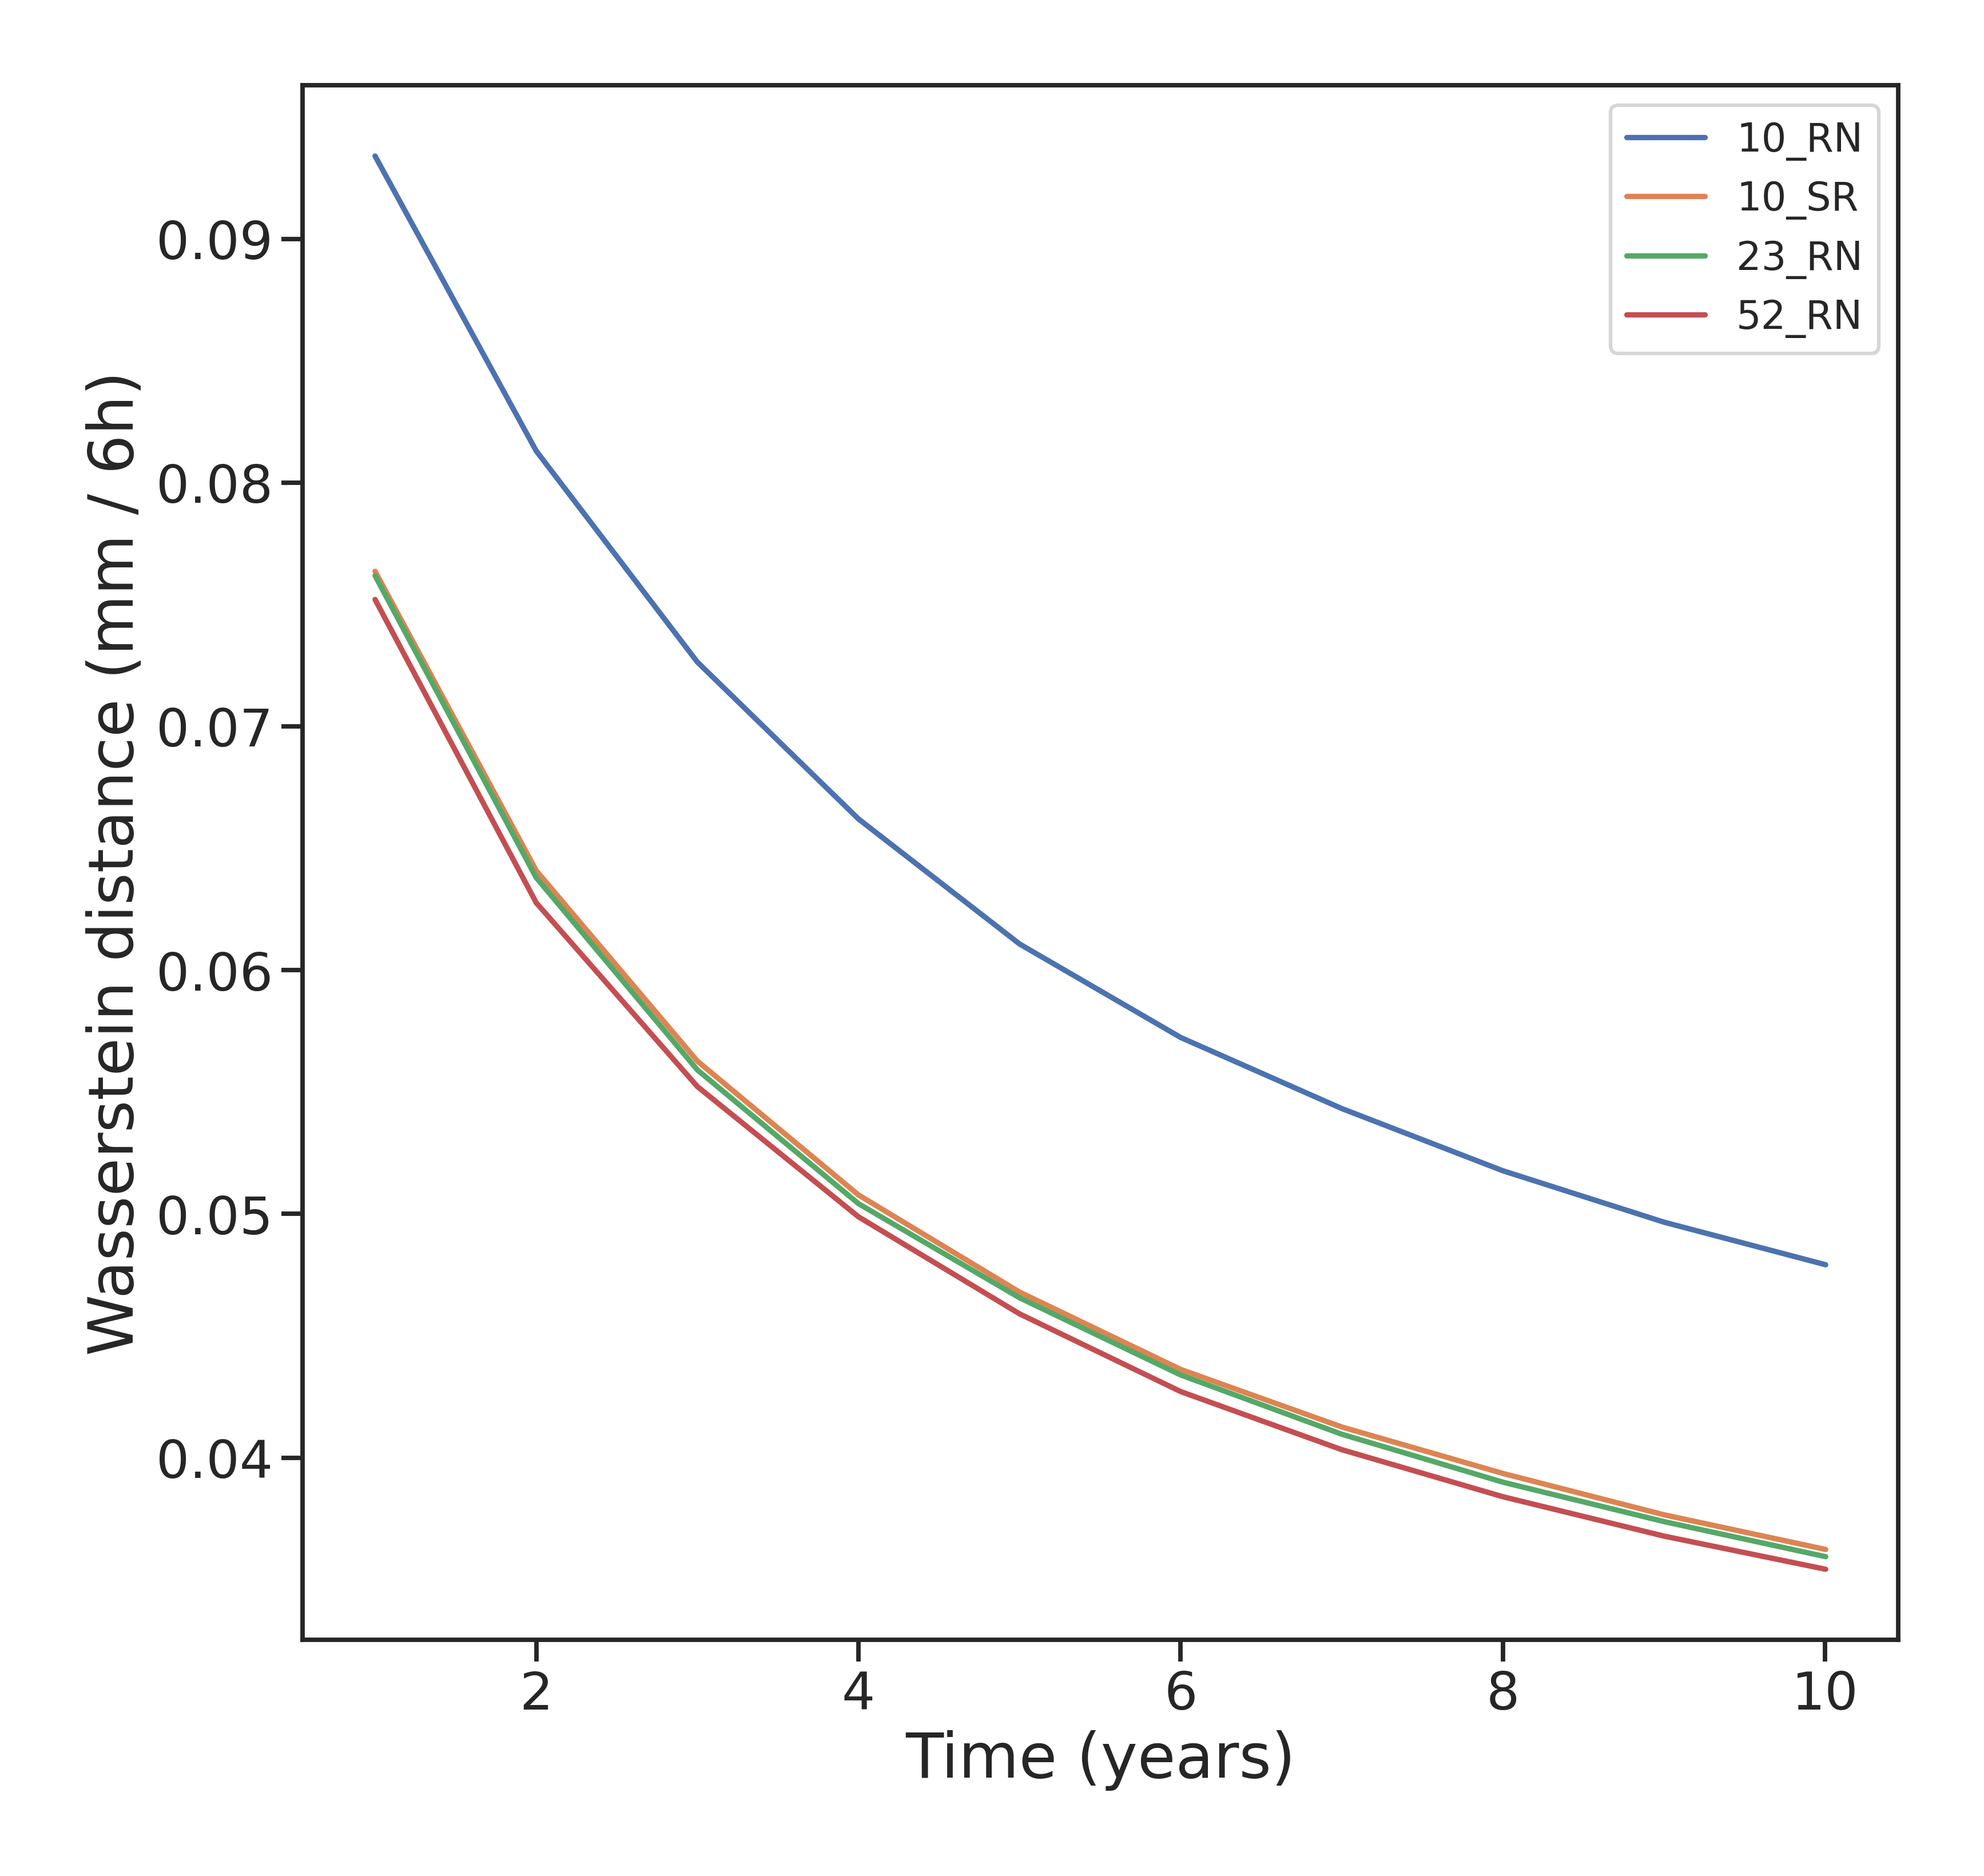 10_RN
10_SR
23_RN
52_RN
Wasserstein distance (mm / 6h)
0.09
0.08
0.07
0.06
0.05
0.04
2 4 6 8 10
Time (years)